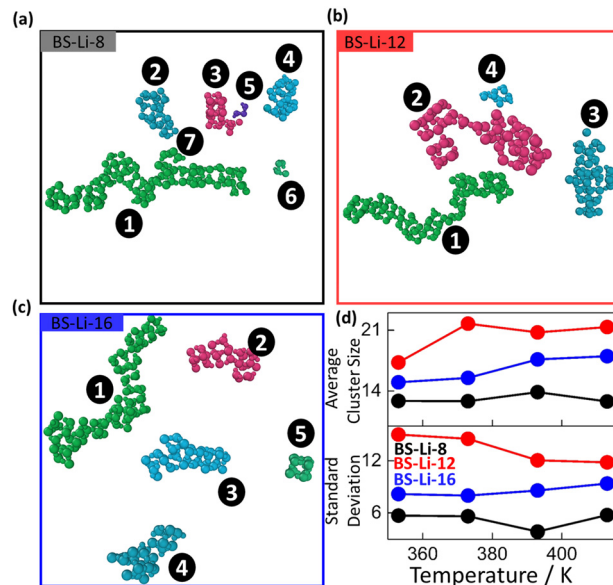 (a)
BS-Li-8
2
3
5
4
7
1
6
(b)
BS-Li-12
4
2
3
1
(c)
BS-Li-16
1
2
5
3
4
(d)
Average
Cluster Size
21
14
Standard
Deviation
12
6
BS-Li-8
BS-Li-12
BS-Li-16
360 380 400
Temperature / K